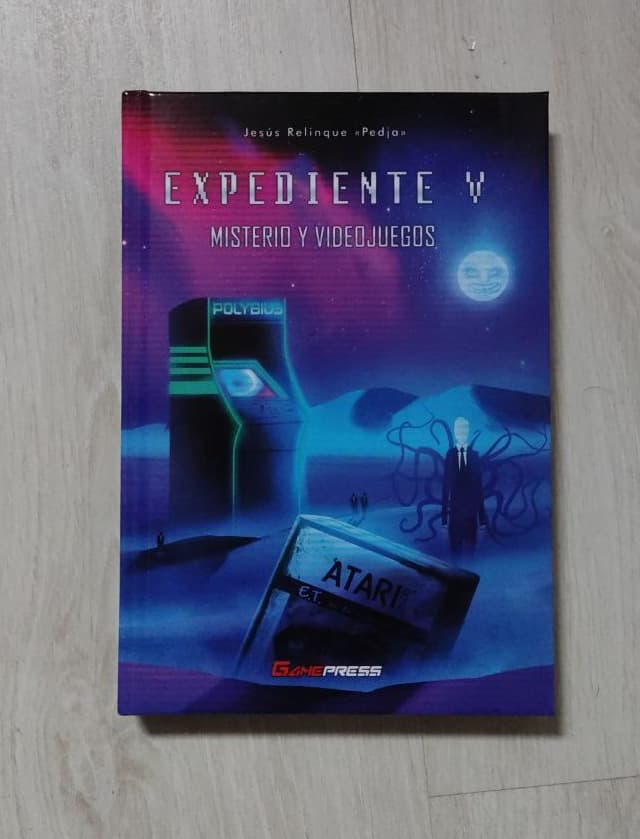 Jesús Relinque «Pedja»
EXPEDIENTE Y
MISTERIO Y VIDEOJUEGOS
POLYBIUS
ATARI
E.T.
GAMEPRESS